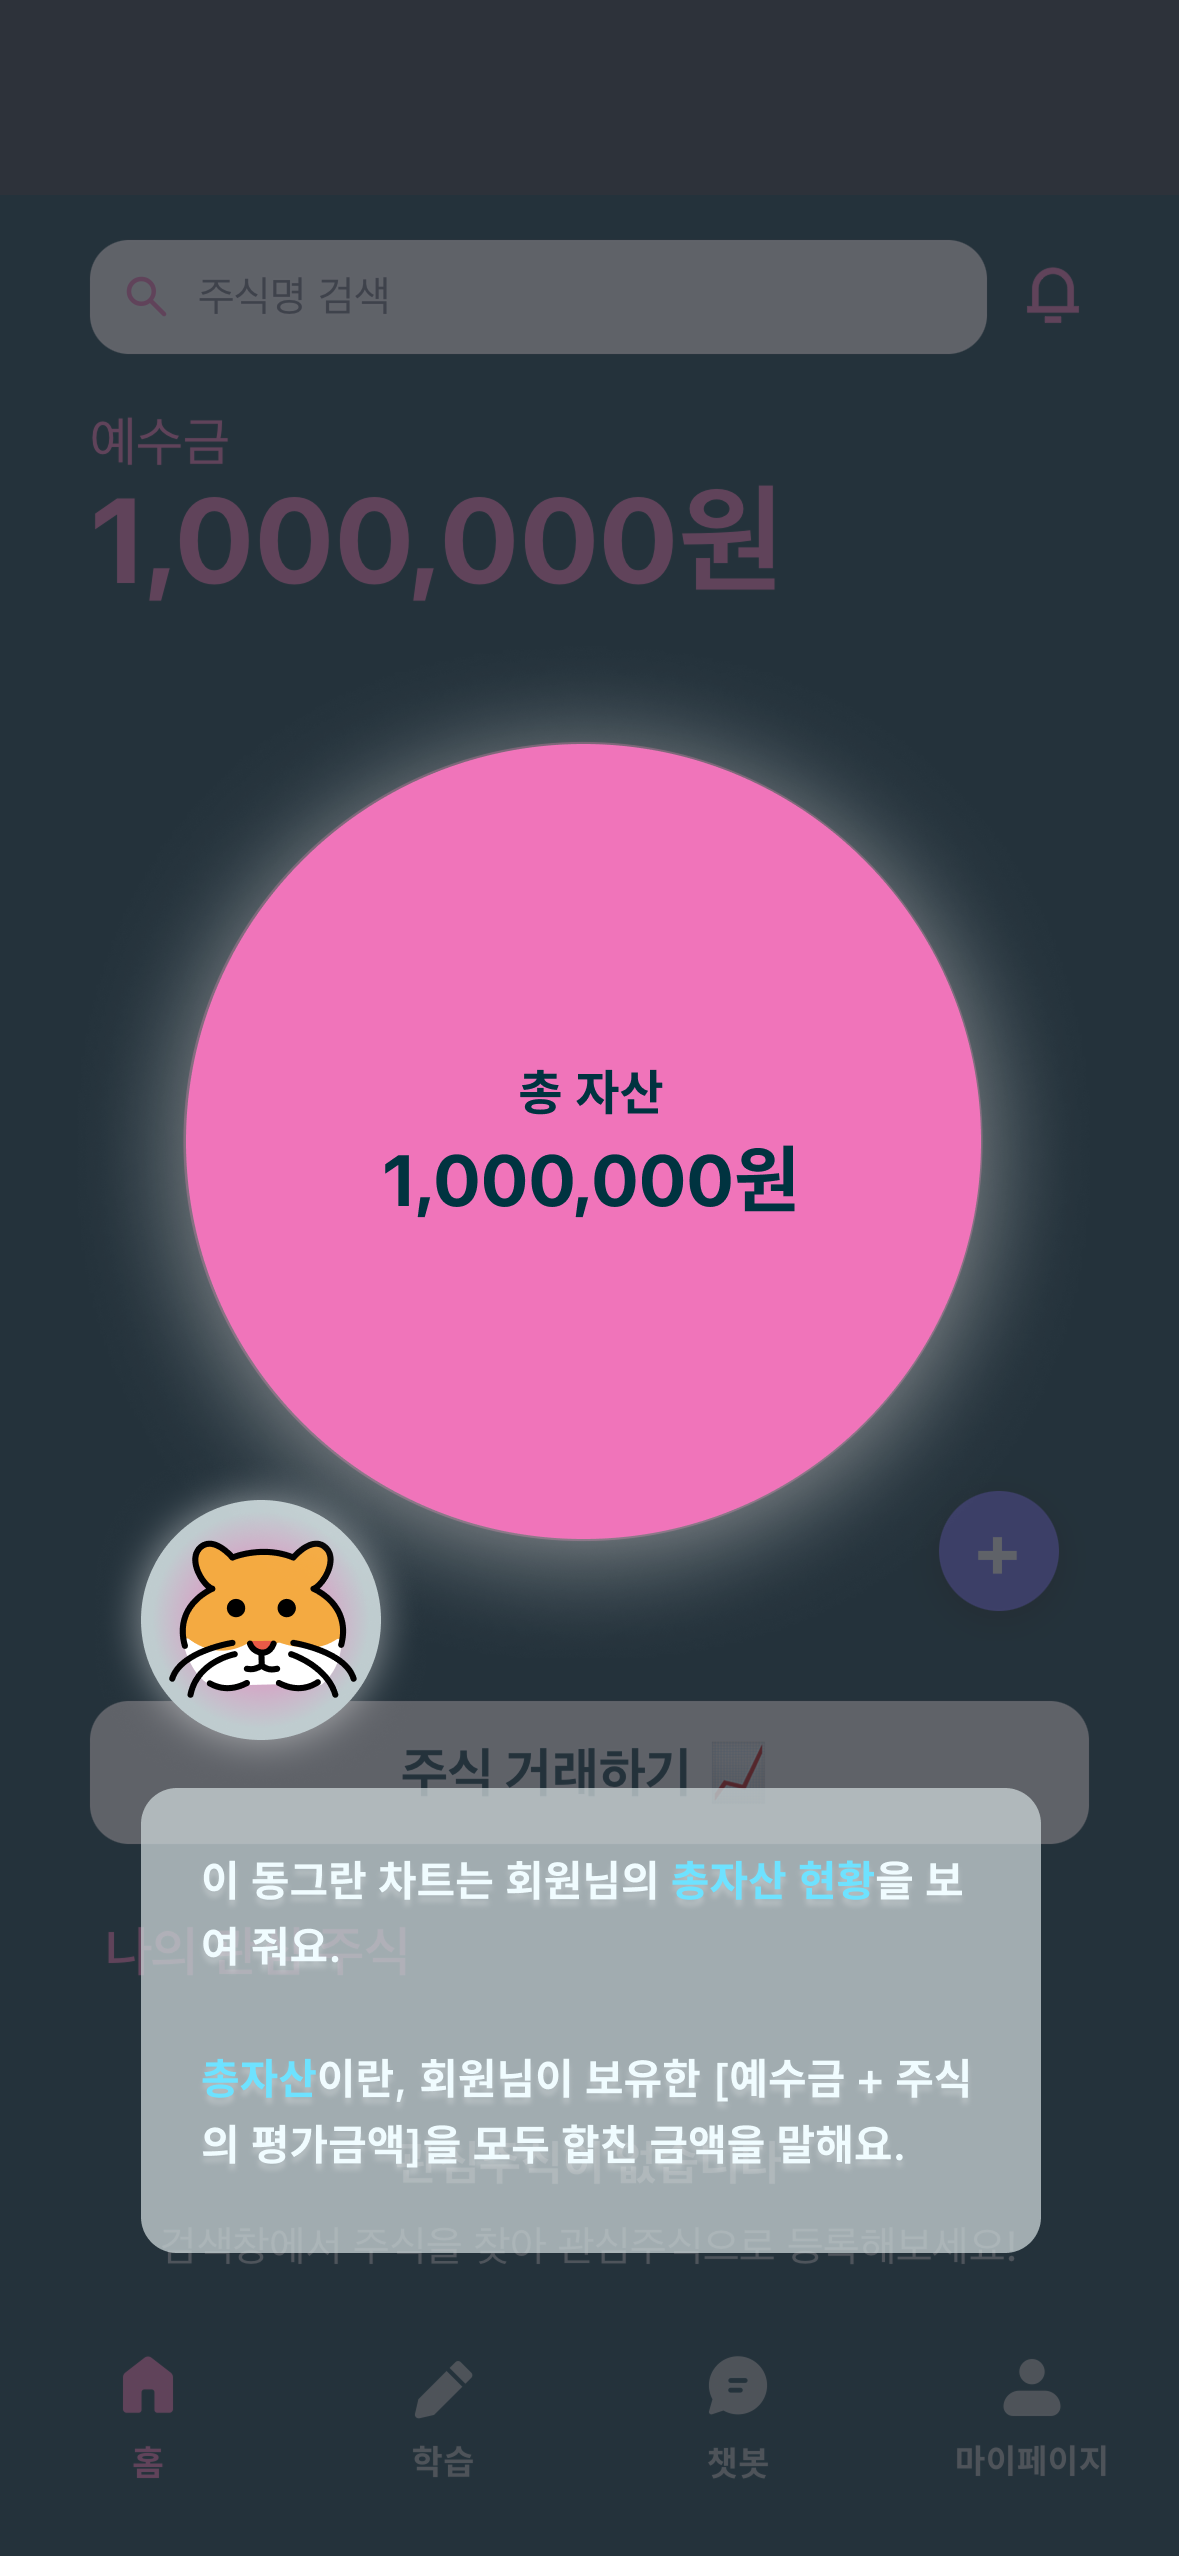 주식명 검색
예수금
1,000,000원
총 자산
1,000,000원
+
주식 거래하기
이 동그란 차트는 회원님의 총자산 현황을 보
여 줘요.
나의 관심 주식
총자산이란, 회원님이 보유한 [예수금 + 주식
의 평가금액]을 모두 합친 금액을 말해요.
관심주식이 없습니다
검색창에서 주식을 찾아 관심주식으로 등록해보세요!
홈
학습
챗봇
마이페이지